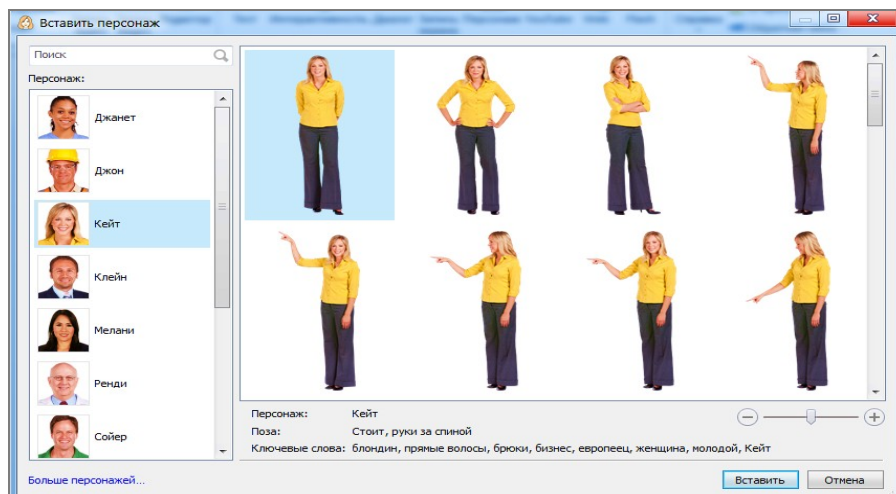 Вставить персонаж
Поиск
Персонаж:
Джанет
Джон
Кейт
Клейн
Мелани
Ренди
Сойер
Персонаж: Кейт
Поза: Стоит, руки за спиной
Ключевые слова: блондин, прямые волосы, брюки, бизнес, европеец, женщина, молодой, Кейт
Больше персонажей...
Вставить Отмена